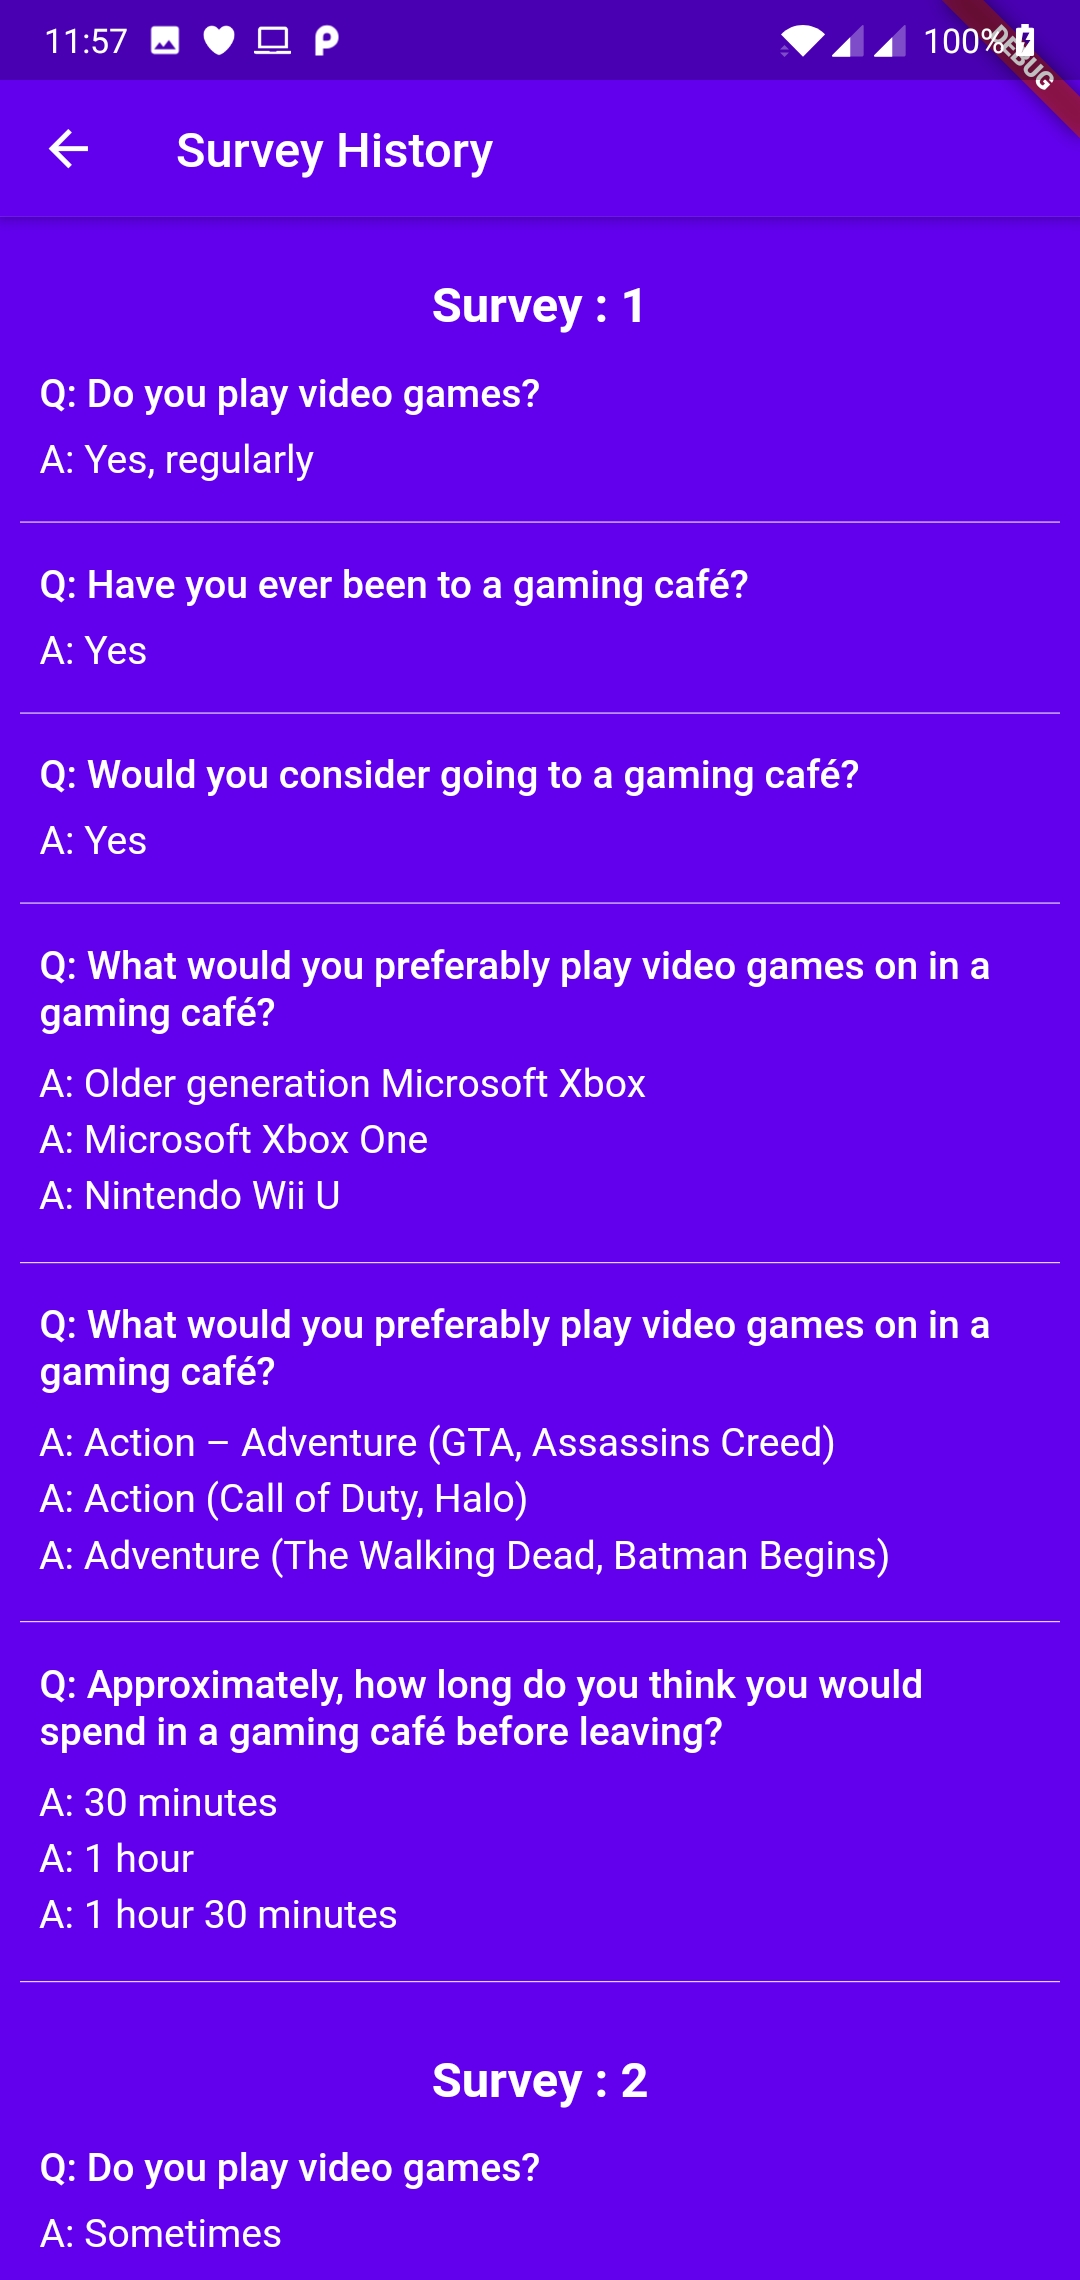 11:57
100%
DEBUG
Survey History
Survey : 1
Q: Do you play video games?
A: Yes, regularly
Q: Have you ever been to a gaming café?
A: Yes
Q: Would you consider going to a gaming café?
A: Yes
Q: What would you preferably play video games on in a
gaming café?
A: Older generation Microsoft Xbox
A: Microsoft Xbox One
A: Nintendo Wii U
Q: What would you preferably play video games on in a
gaming café?
A: Action – Adventure (GTA, Assassins Creed)
A: Action (Call of Duty, Halo)
A: Adventure (The Walking Dead, Batman Begins)
Q: Approximately, how long do you think you would
spend in a gaming café before leaving?
A: 30 minutes
A: 1 hour
A: 1 hour 30 minutes
Survey : 2
Q: Do you play video games?
A: Sometimes